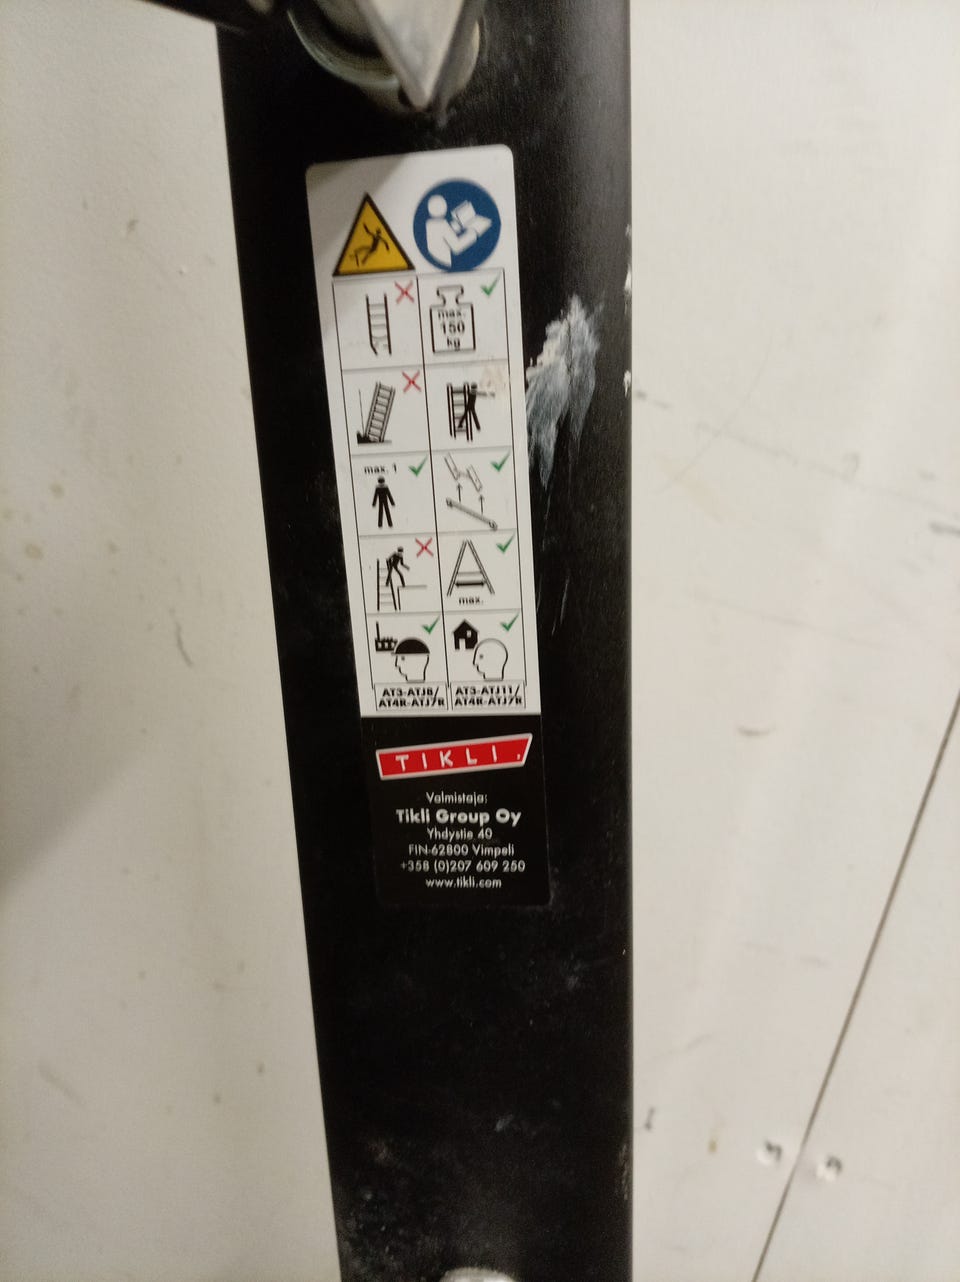 max.
150
kg
max. 1
max.
AT3-ATJ8/
AT4R-ATJ7R
AT3-ATJ11/
AT4R-ATJ7R
TIKLI.
Valmistaja:
Tikli Group Oy
Yhdystie 40
FIN-62800 Vimpeli
+358 (0)207 609 250
www.tikli.com